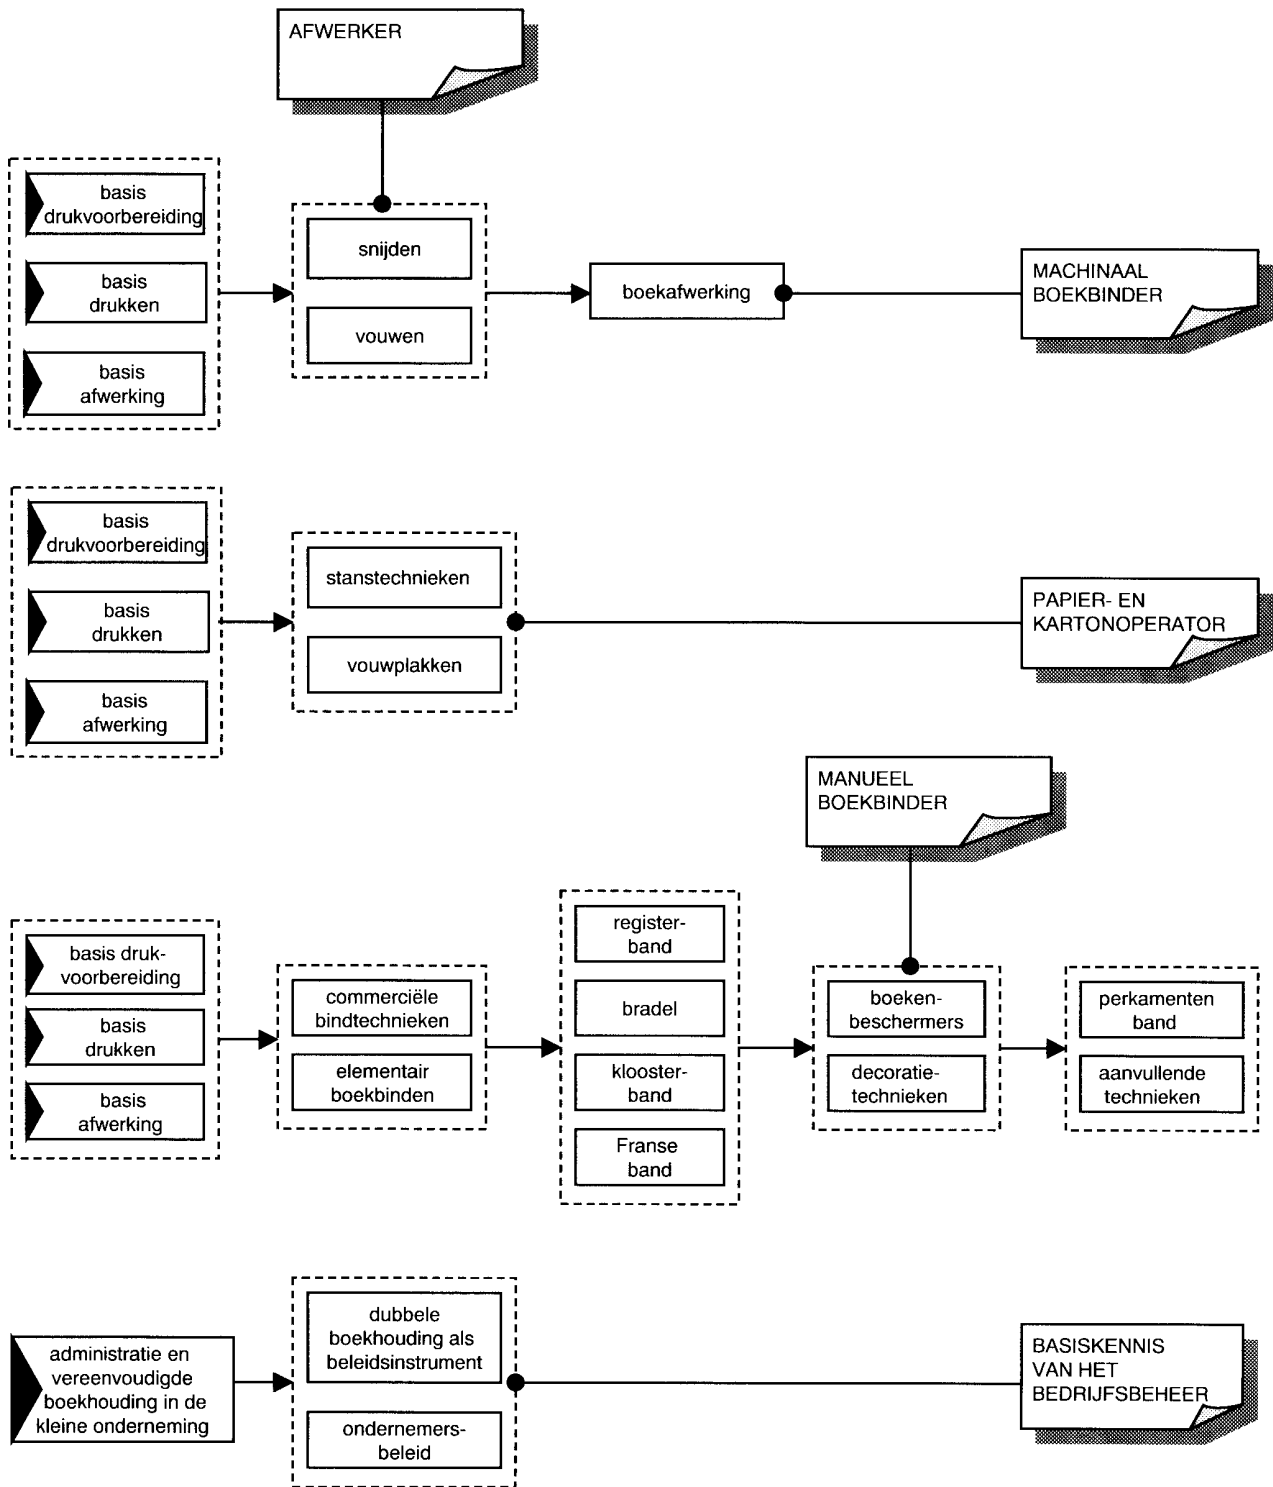 AFWERKER
basis
drukvoorbereiding
basis
drukken
basis
afwerking
snijden
vouwen
boekafwerking
MACHINAAL
BOEKBINDER
basis
drukvoorbereiding
basis
drukken
basis
afwerking
stanstechnieken
vouwplakken
PAPIER- EN
KARTONOPERATOR
MANUEEL
BOEKBINDER
basis druk-
voorbereiding
basis
drukken
basis
afwerking
commerciële
bindtechnieken
elementair
boekbinden
register-
band
bradel
klooster-
band
Franse
band
boeken-
beschermers
decoratie-
technieken
perkamenten
band
aanvullende
technieken
administratie en
vereenvoudigde
boekhouding in de
kleine onderneming
dubbele
boekhouding als
beleidsinstrument
ondernemers-
beleid
BASISKENNIS
VAN HET
BEDRIJFSBEHEER